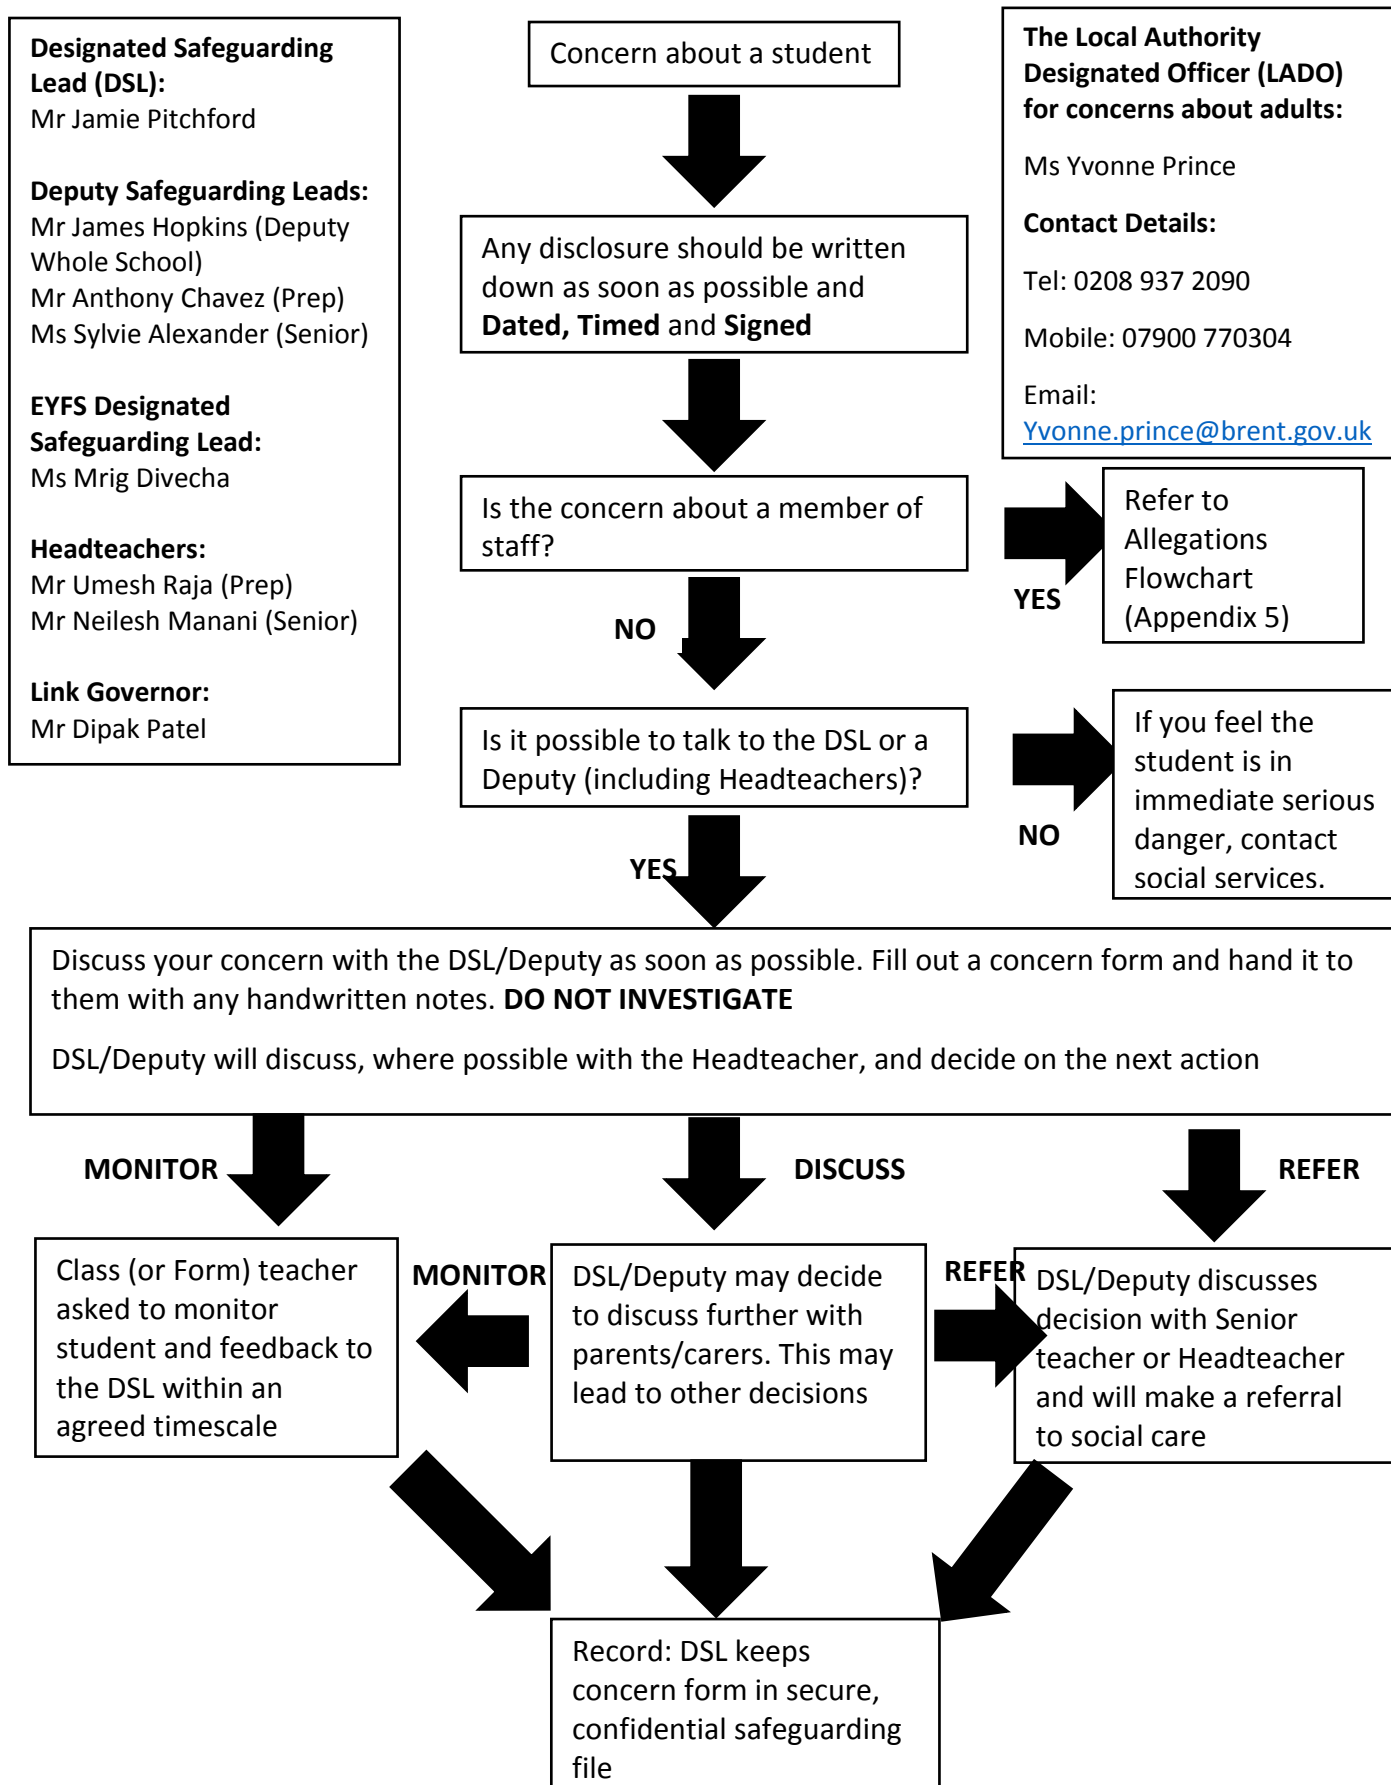 Designated Safeguarding
Lead (DSL):
Mr Jamie Pitchford
Deputy Safeguarding Leads:
Mr James Hopkins (Deputy
Whole School)
Mr Anthony Chavez (Prep)
Ms Sylvie Alexander (Senior)
EYFS Designated
Safeguarding Lead:
Ms Mrig Divecha
Headteachers:
Mr Umesh Raja (Prep)
Mr Neilesh Manani (Senior)
Link Governor:
Mr Dipak Patel
Concern about a student
The Local Authority
Designated Officer (LADO)
for concerns about adults:
Ms Yvonne Prince
Contact Details:
Tel: 0208 937 2090
Mobile: 07900 770304
Email:
Yvonne.prince@brent.gov.uk
Any disclosure should be written
down as soon as possible and
Dated, Timed and Signed
Is the concern about a member of
staff?
YES
Refer to
Allegations
Flowchart
(Appendix 5)
NO
Is it possible to talk to the DSL or a
Deputy (including Headteachers)?
NO
If you feel the
student is in
immediate serious
danger, contact
social services.
YES
Discuss your concern with the DSL/Deputy as soon as possible. Fill out a concern form and hand it to
them with any handwritten notes. DO NOT INVESTIGATE
DSL/Deputy will discuss, where possible with the Headteacher, and decide on the next action
MONITOR
DISCUSS
REFER
Class (or Form) teacher
asked to monitor
student and feedback to
the DSL within an
agreed timescale
MONITOR
DSL/Deputy may decide
to discuss further with
parents/carers. This may
lead to other decisions
REFER
DSL/Deputy discusses
decision with Senior
teacher or Headteacher
and will make a referral
to social care
Record: DSL keeps
concern form in secure,
confidential safeguarding
file